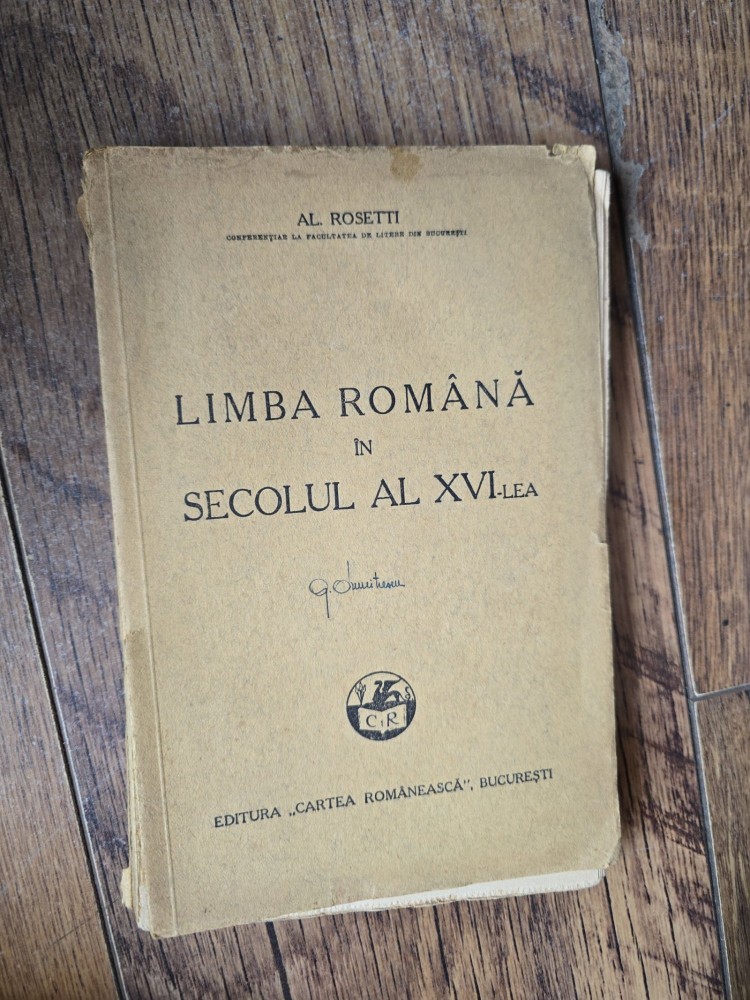 AL. ROSETTI
CONFERENȚIAR LA FACULTATEA DE LITERE DIN BUCUREȘTI
LIMBA ROMÂNĂ
ÎN
SECOLUL AL XVI-LEA
G. Dumitrescu
C R
EDITURA „CARTEA ROMÂNEASCĂ”, BUCUREȘTI